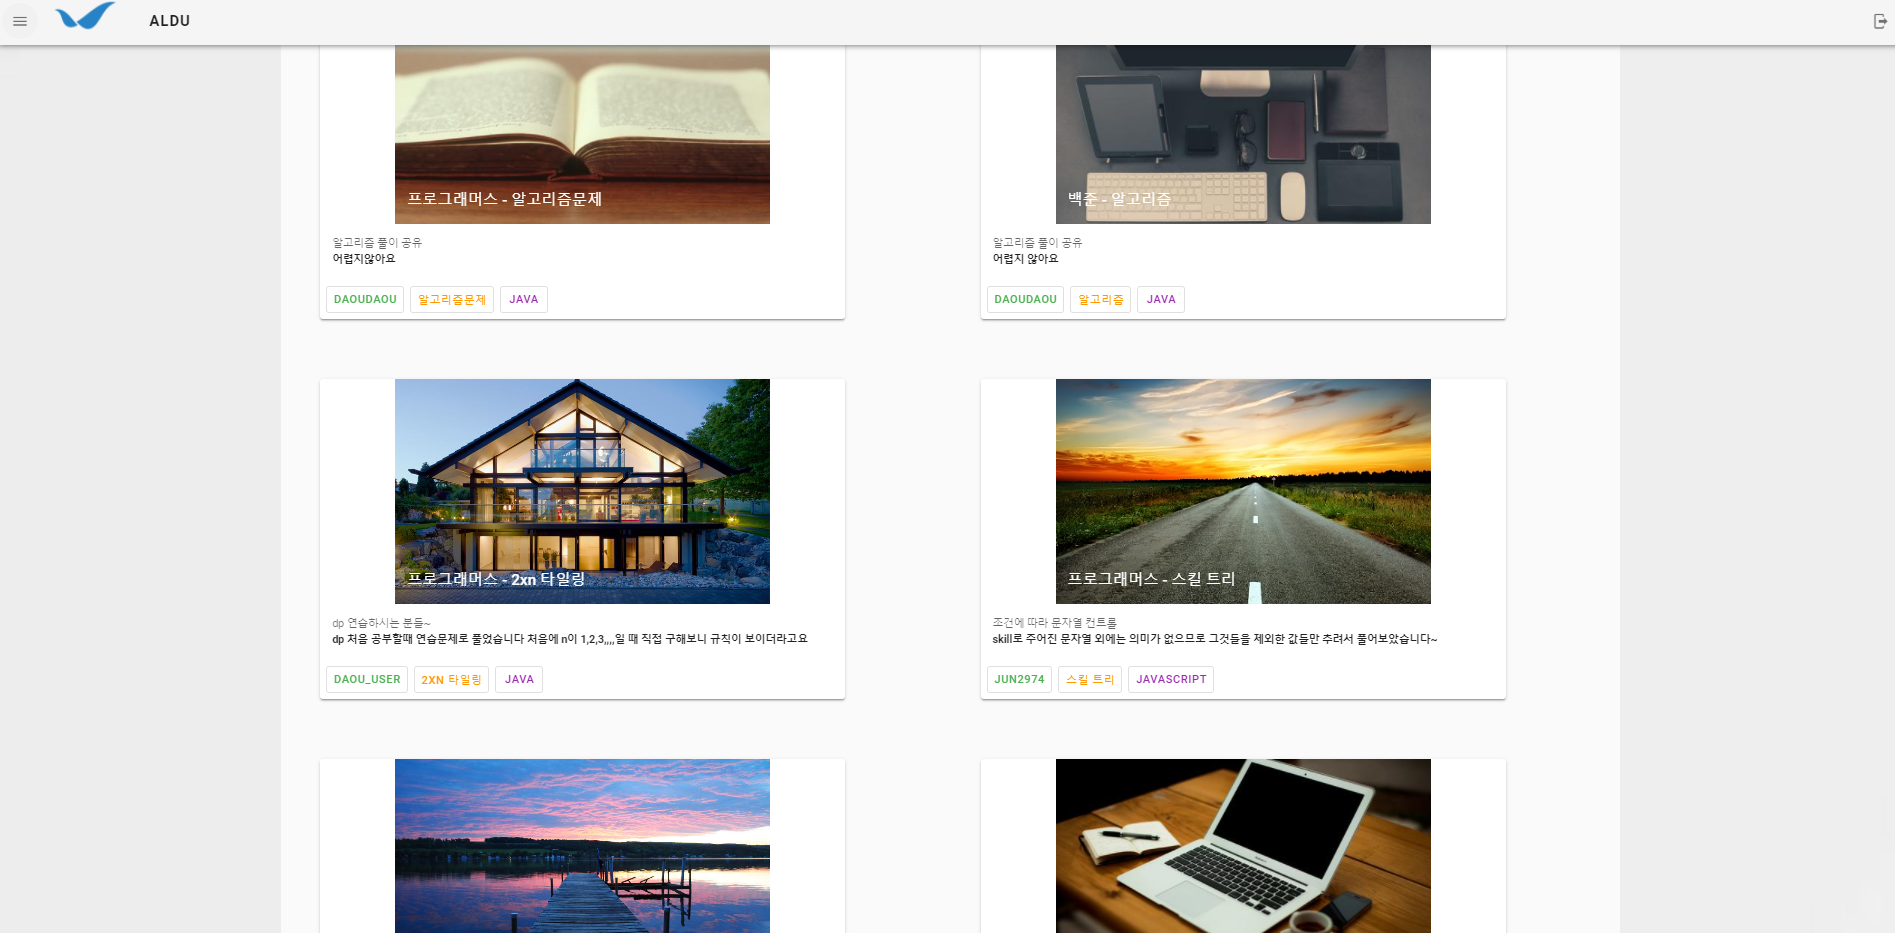 ALDU
프로그래머스 - 알고리즘문제
알고리즘 풀이 공유
어렵지않아요
DAOUDAOU 알고리즘문제 JAVA
백준 - 알고리즘
알고리즘 풀이 공유
어렵지 않아요
DAOUDAOU 알고리즘 JAVA
프로그래머스 - 2xn 타일링
dp 연습하시는 분들~
dp 처음 공부할때 연습문제로 풀었습니다 처음에 n이 1,2,3,,,,일 때 직접 구해보니 규칙이 보이더라고요
DAOU_USER 2XN 타일링 JAVA
프로그래머스 - 스킬 트리
조건에 따라 문자열 컨트롤
skill로 주어진 문자열 외에는 의미가 없으므로 그것들을 제외한 값들만 추려서 풀어보았습니다~
JUN2974 스킬 트리 JAVASCRIPT